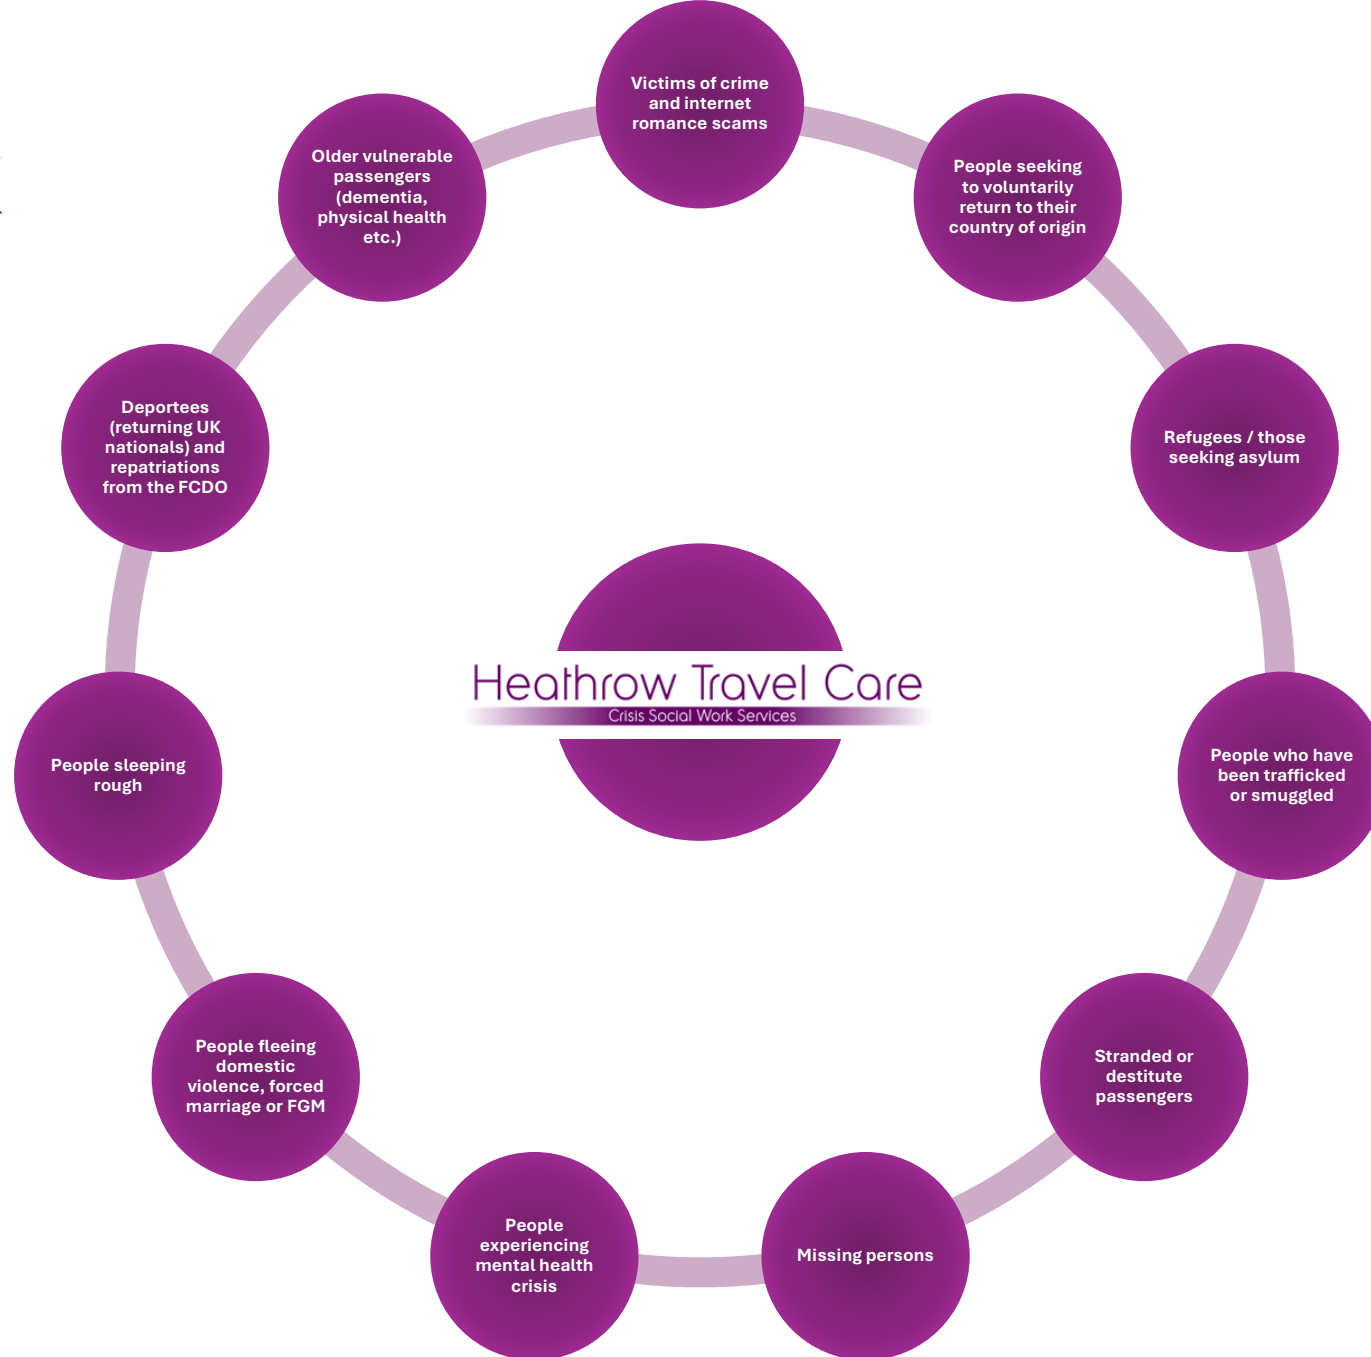 Victims of crime
and internet
romance scams
People seeking
to voluntarily
return to their
country of origin
Refugees / those
seeking asylum
People who have
been trafficked
or smuggled
Stranded or
destitute
passengers
Missing persons
People
experiencing
mental health
crisis
People fleeing
domestic
violence, forced
marriage or FGM
People sleeping
rough
Deportees
(returning UK
nationals) and
repatriations
from the FCDO
Older vulnerable
passengers
(dementia,
physical health
etc.)
Heathrow Travel Care
Crisis Social Work Services